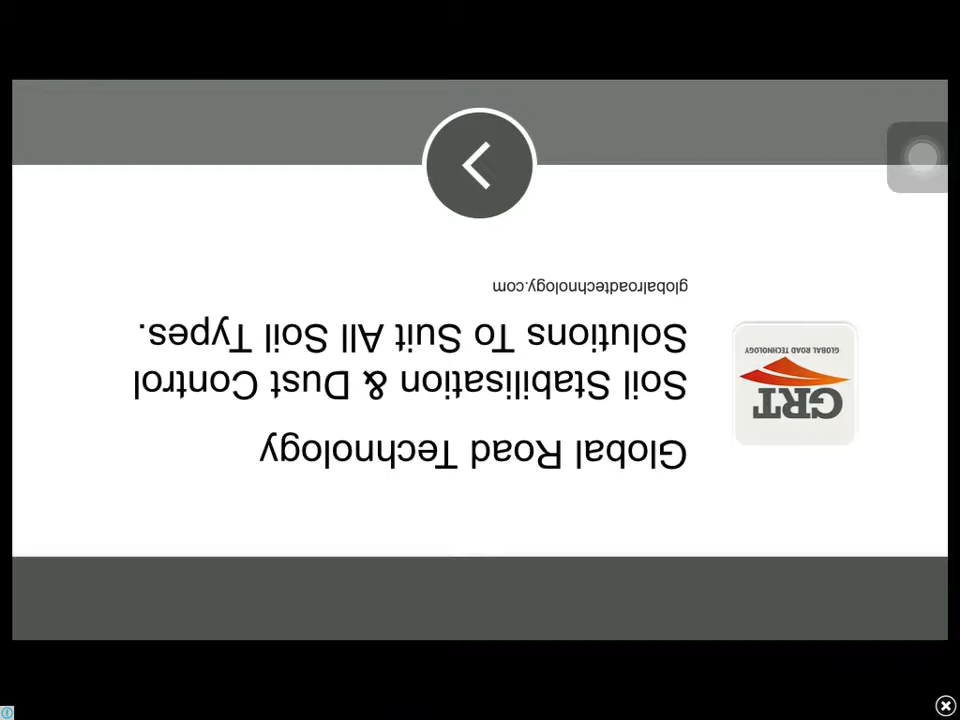 GRT
GLOBAL ROAD TECHNOLOGY
Global Road Technology
Soil Stabilisation & Dust Control
Solutions To Suit All Soil Types.
globalroadtechnology.com